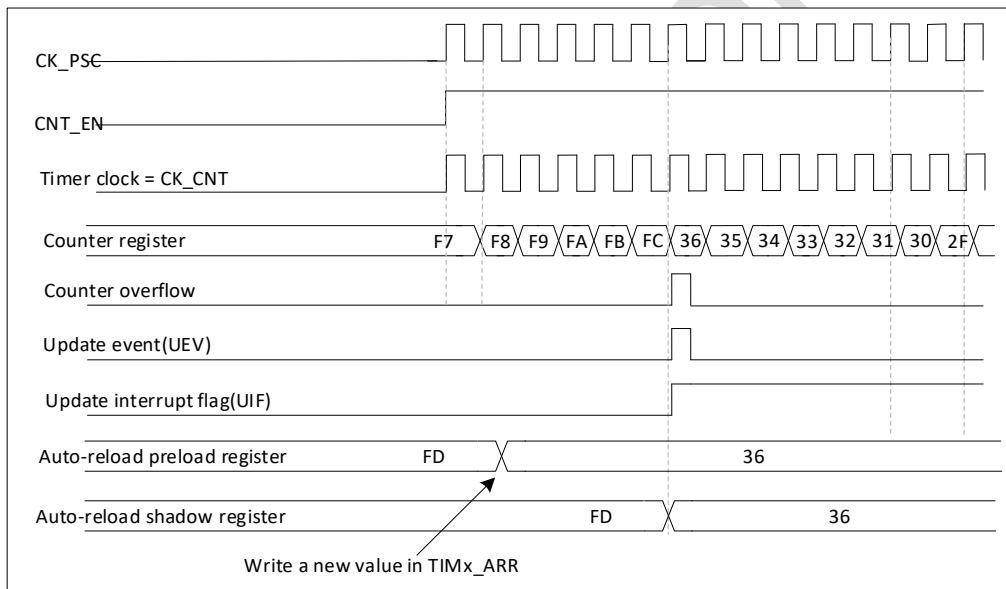 CK_PSC
CNT_EN
Timer clock = CK_CNT
Counter register F7 F8 F9 FA FB FC 36 35 34 33 32 31 30 2F
Counter overflow
Update event(UEV)
Update interrupt flag(UIF)
Auto-reload preload register FD 36
Auto-reload shadow register FD 36
Write a new value in TIMx_ARR